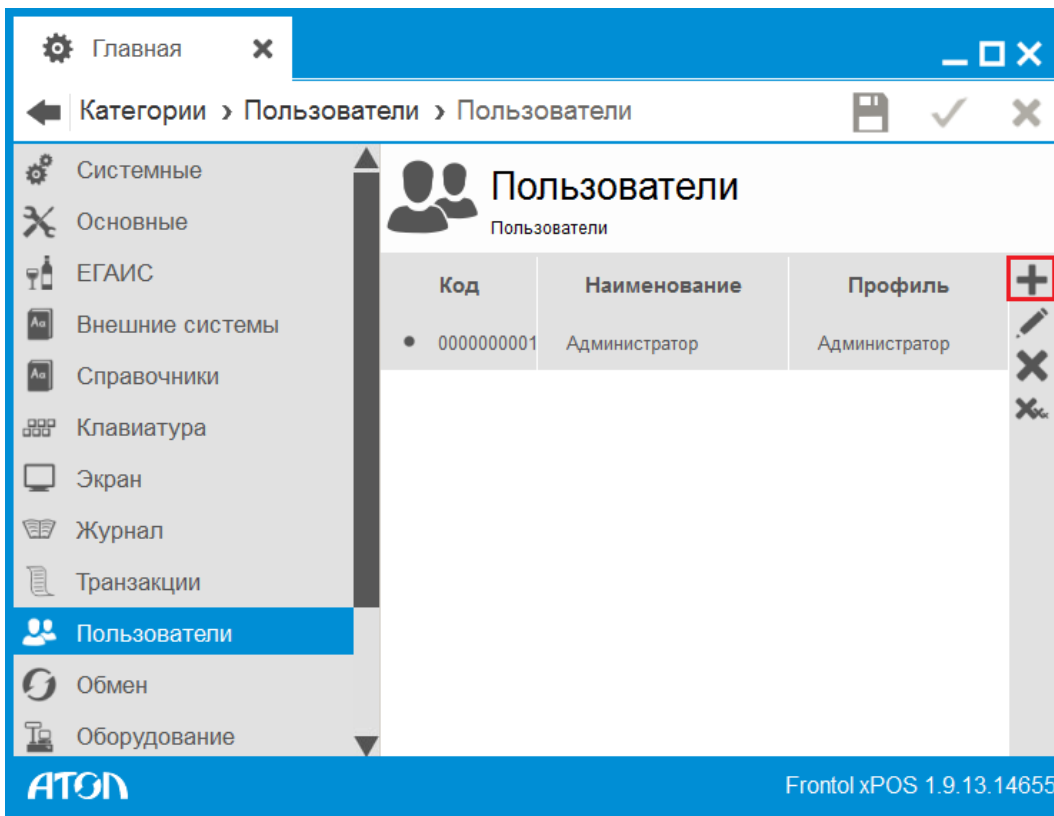 Главная
Категории › Пользователи › Пользователи
Системные
Основные
ЕГАИС
Внешние системы
Справочники
Клавиатура
Экран
Журнал
Транзакции
Пользователи
Обмен
Оборудование
Пользователи
Пользователи
Код Наименование Профиль
0000000001 Администратор Администратор
АТОЛ
Frontol xPOS 1.9.13.14655